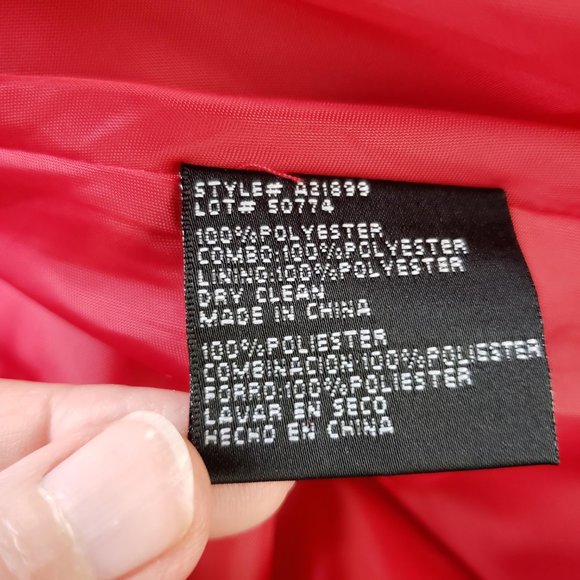 STYLE# A21899
LOT# 50774
100%POLYESTER
COMBO:100%POLYESTER
LINING:100%POLYESTER
DRY CLEAN
MADE IN CHINA
100%POLIESTER
COMBINACION:100%POLIESTER
FORRO:100%POLIESTER
LAVAR EN SECO
HECHO EN CHINA